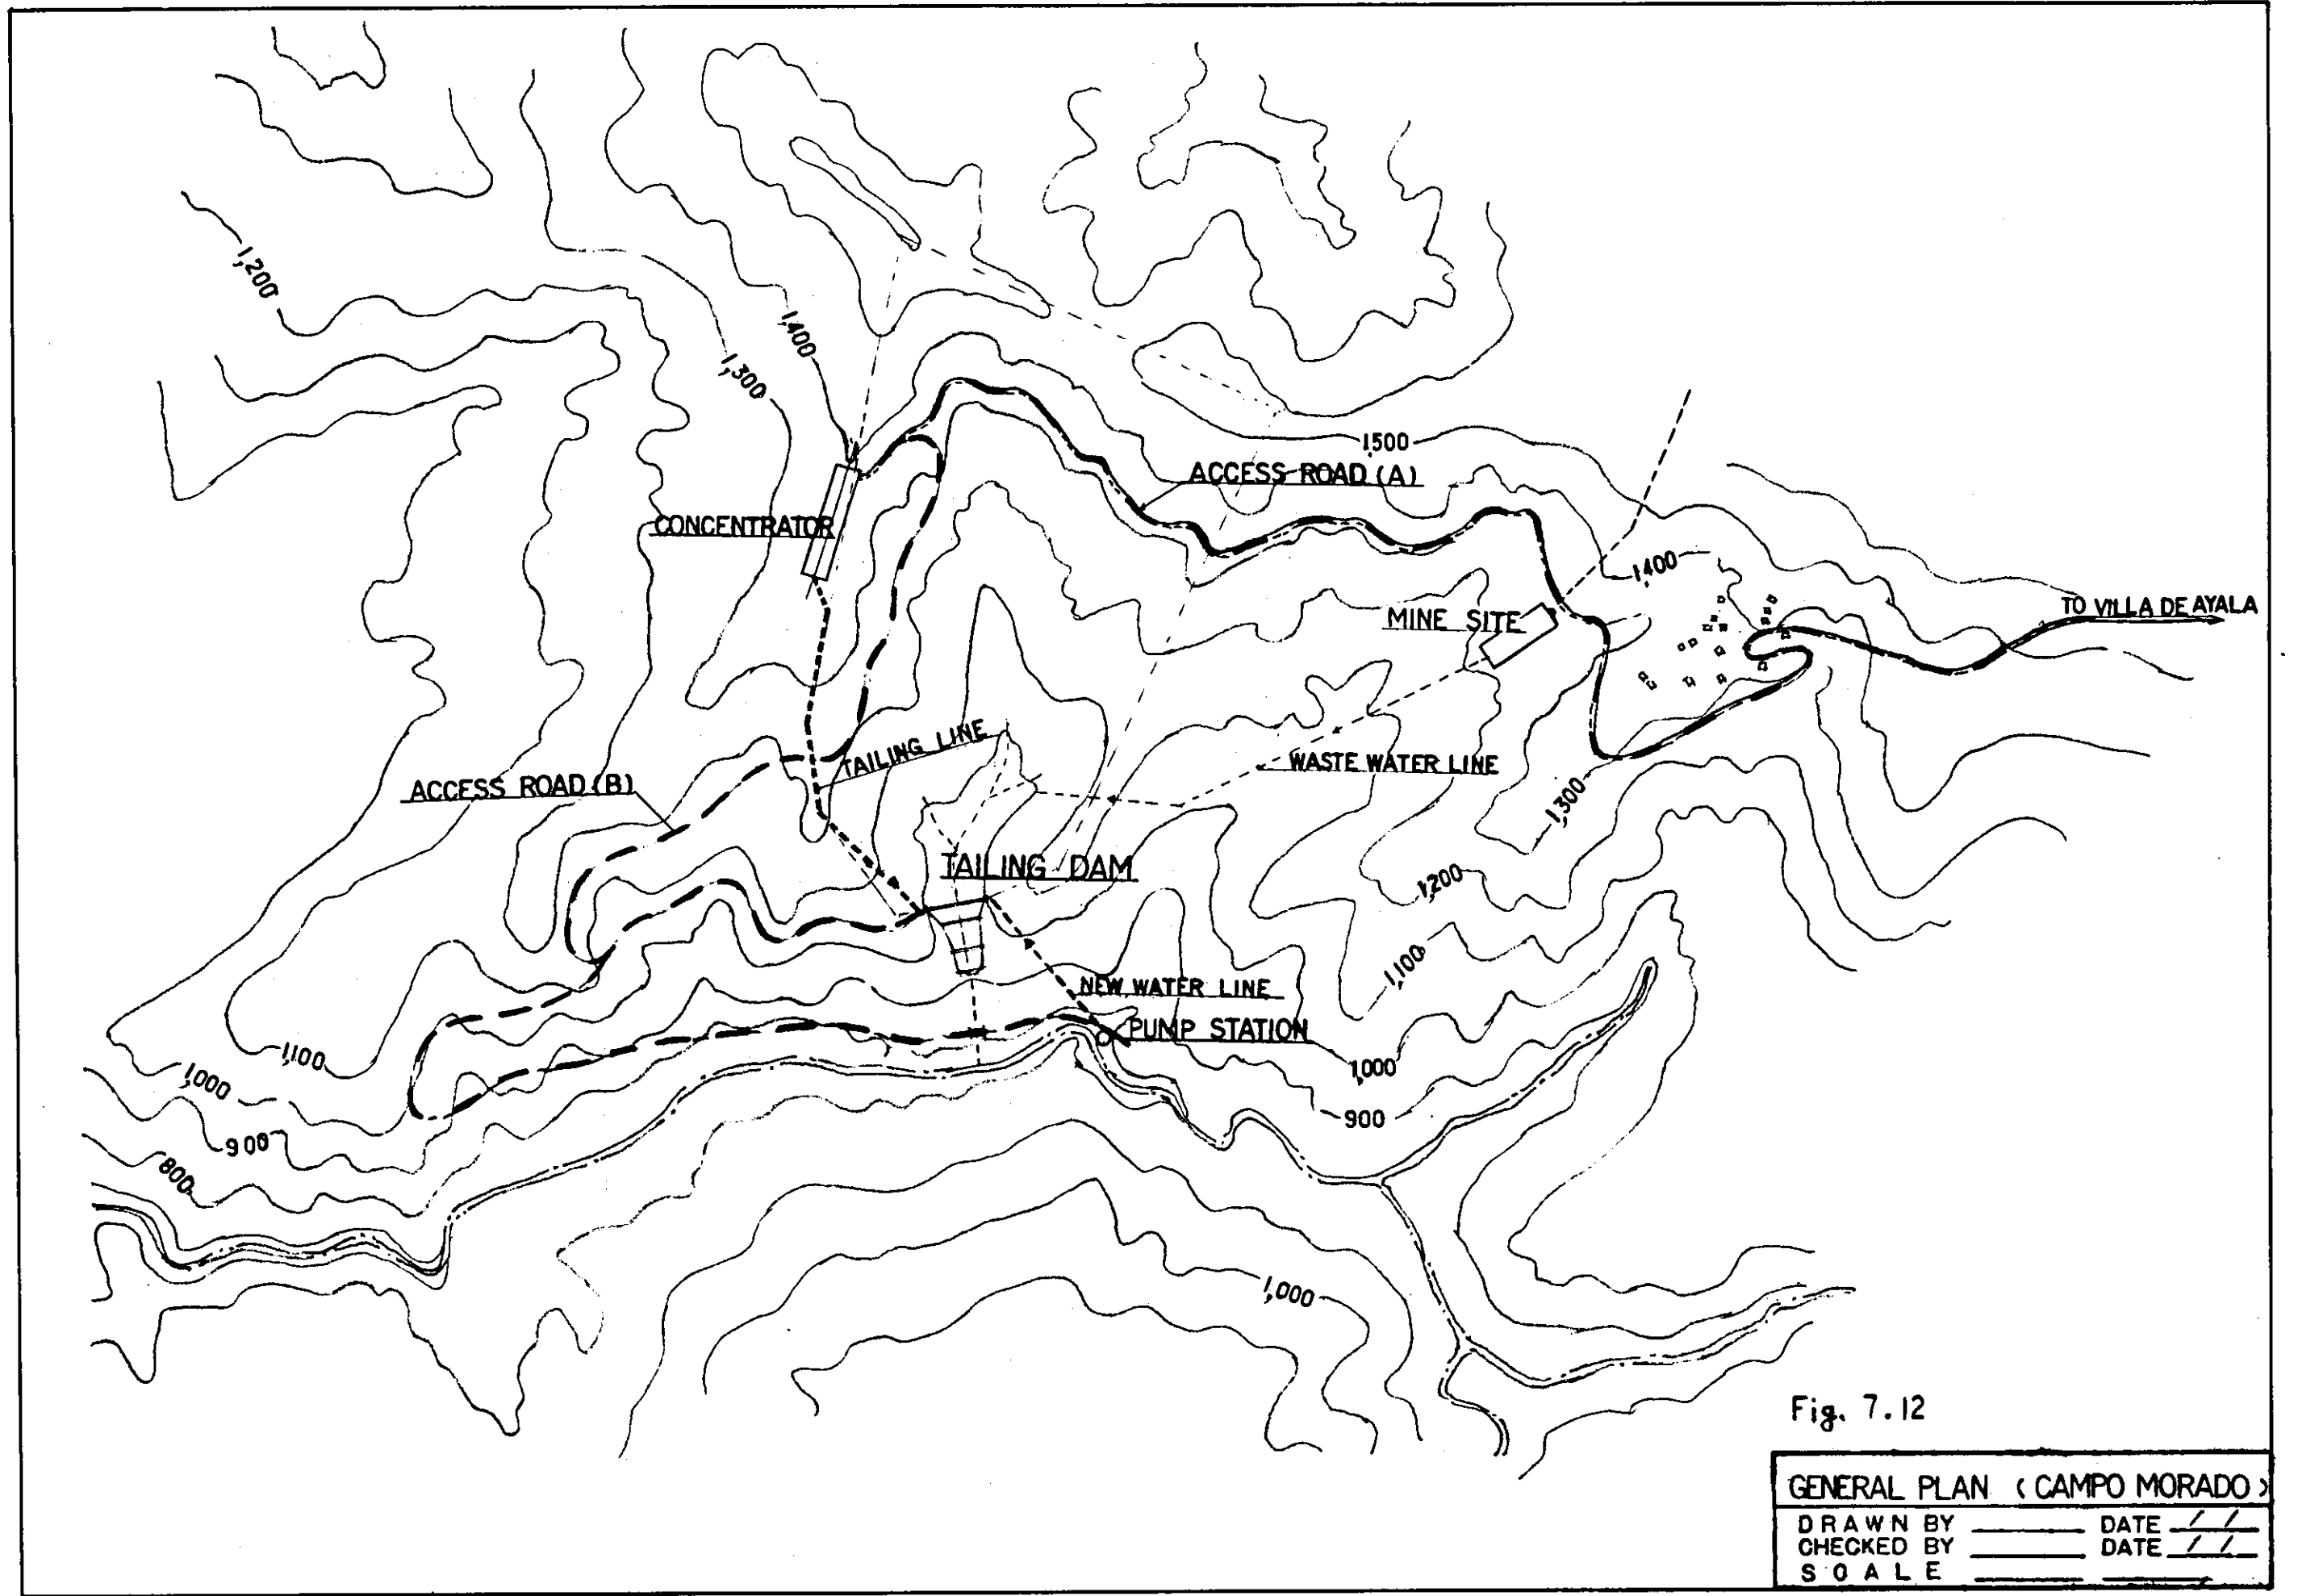 1,200
1,400
1,300
1,500
ACCESS ROAD (A)
CONCENTRATOR
1,400
TO VILLA DE AYALA
MINE SITE
TAILING LINE
WASTE WATER LINE
ACCESS ROAD (B)
1,300
TAILING DAM
1,200
1,100
NEW WATER LINE
PUMP STATION
1,100
1,000
1,000
900
900
800
1,000
Fig. 7.12
GENERAL PLAN (CAMPO MORADO)
DRAWN BY DATE / /
CHECKED BY DATE / /
SOALE